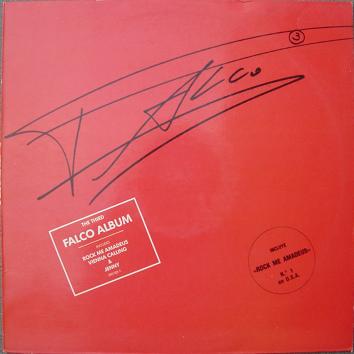 3
Falco
THE THIRD
FALCO ALBUM
INCLUDES
ROCK ME AMADEUS
VIENNA CALLING
&
JENNY
INCLUYE
«ROCK ME AMADEUS»
N.º 1
en U.S.A.